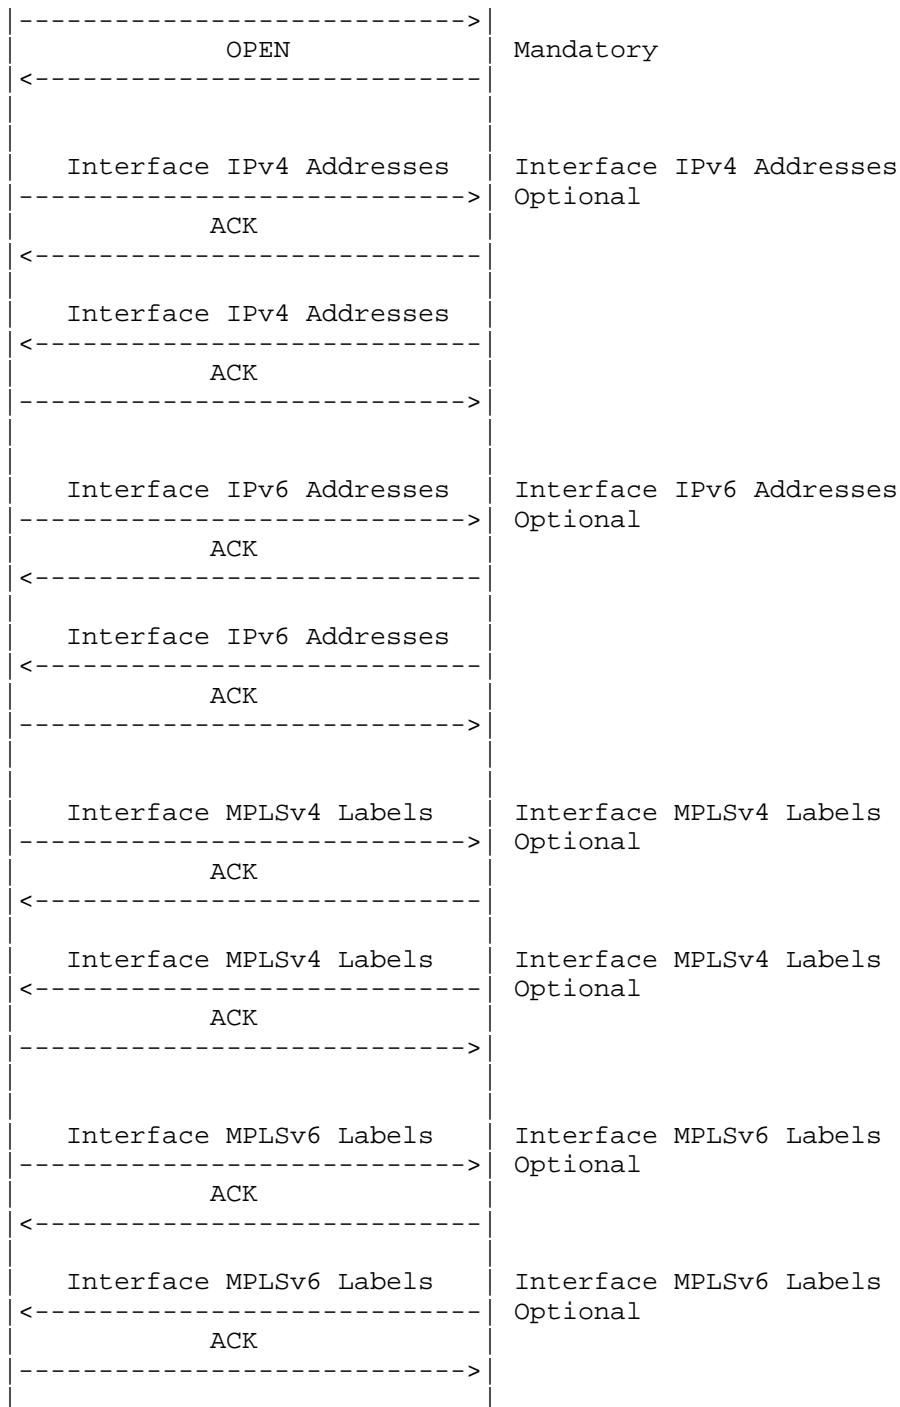 |---------------------------->|
|             OPEN            | Mandatory
|<----------------------------|
|                             |
|                             |
|   Interface IPv4 Addresses  | Interface IPv4 Addresses
|---------------------------->| Optional
|            ACK              |
|<----------------------------|
|                             |
|   Interface IPv4 Addresses  |
|<----------------------------|
|            ACK              |
|---------------------------->|
|                             |
|                             |
|   Interface IPv6 Addresses  | Interface IPv6 Addresses
|---------------------------->| Optional
|            ACK              |
|<----------------------------|
|                             |
|   Interface IPv6 Addresses  |
|<----------------------------|
|            ACK              |
|---------------------------->|
|                             |
|                             |
|   Interface MPLSv4 Labels   | Interface MPLSv4 Labels
|---------------------------->| Optional
|            ACK              |
|<----------------------------|
|                             |
|   Interface MPLSv4 Labels   | Interface MPLSv4 Labels
|<----------------------------| Optional
|            ACK              |
|---------------------------->|
|                             |
|                             |
|   Interface MPLSv6 Labels   | Interface MPLSv6 Labels
|---------------------------->| Optional
|            ACK              |
|<----------------------------|
|                             |
|   Interface MPLSv6 Labels   | Interface MPLSv6 Labels
|<----------------------------| Optional
|            ACK              |
|---------------------------->|
|                             |